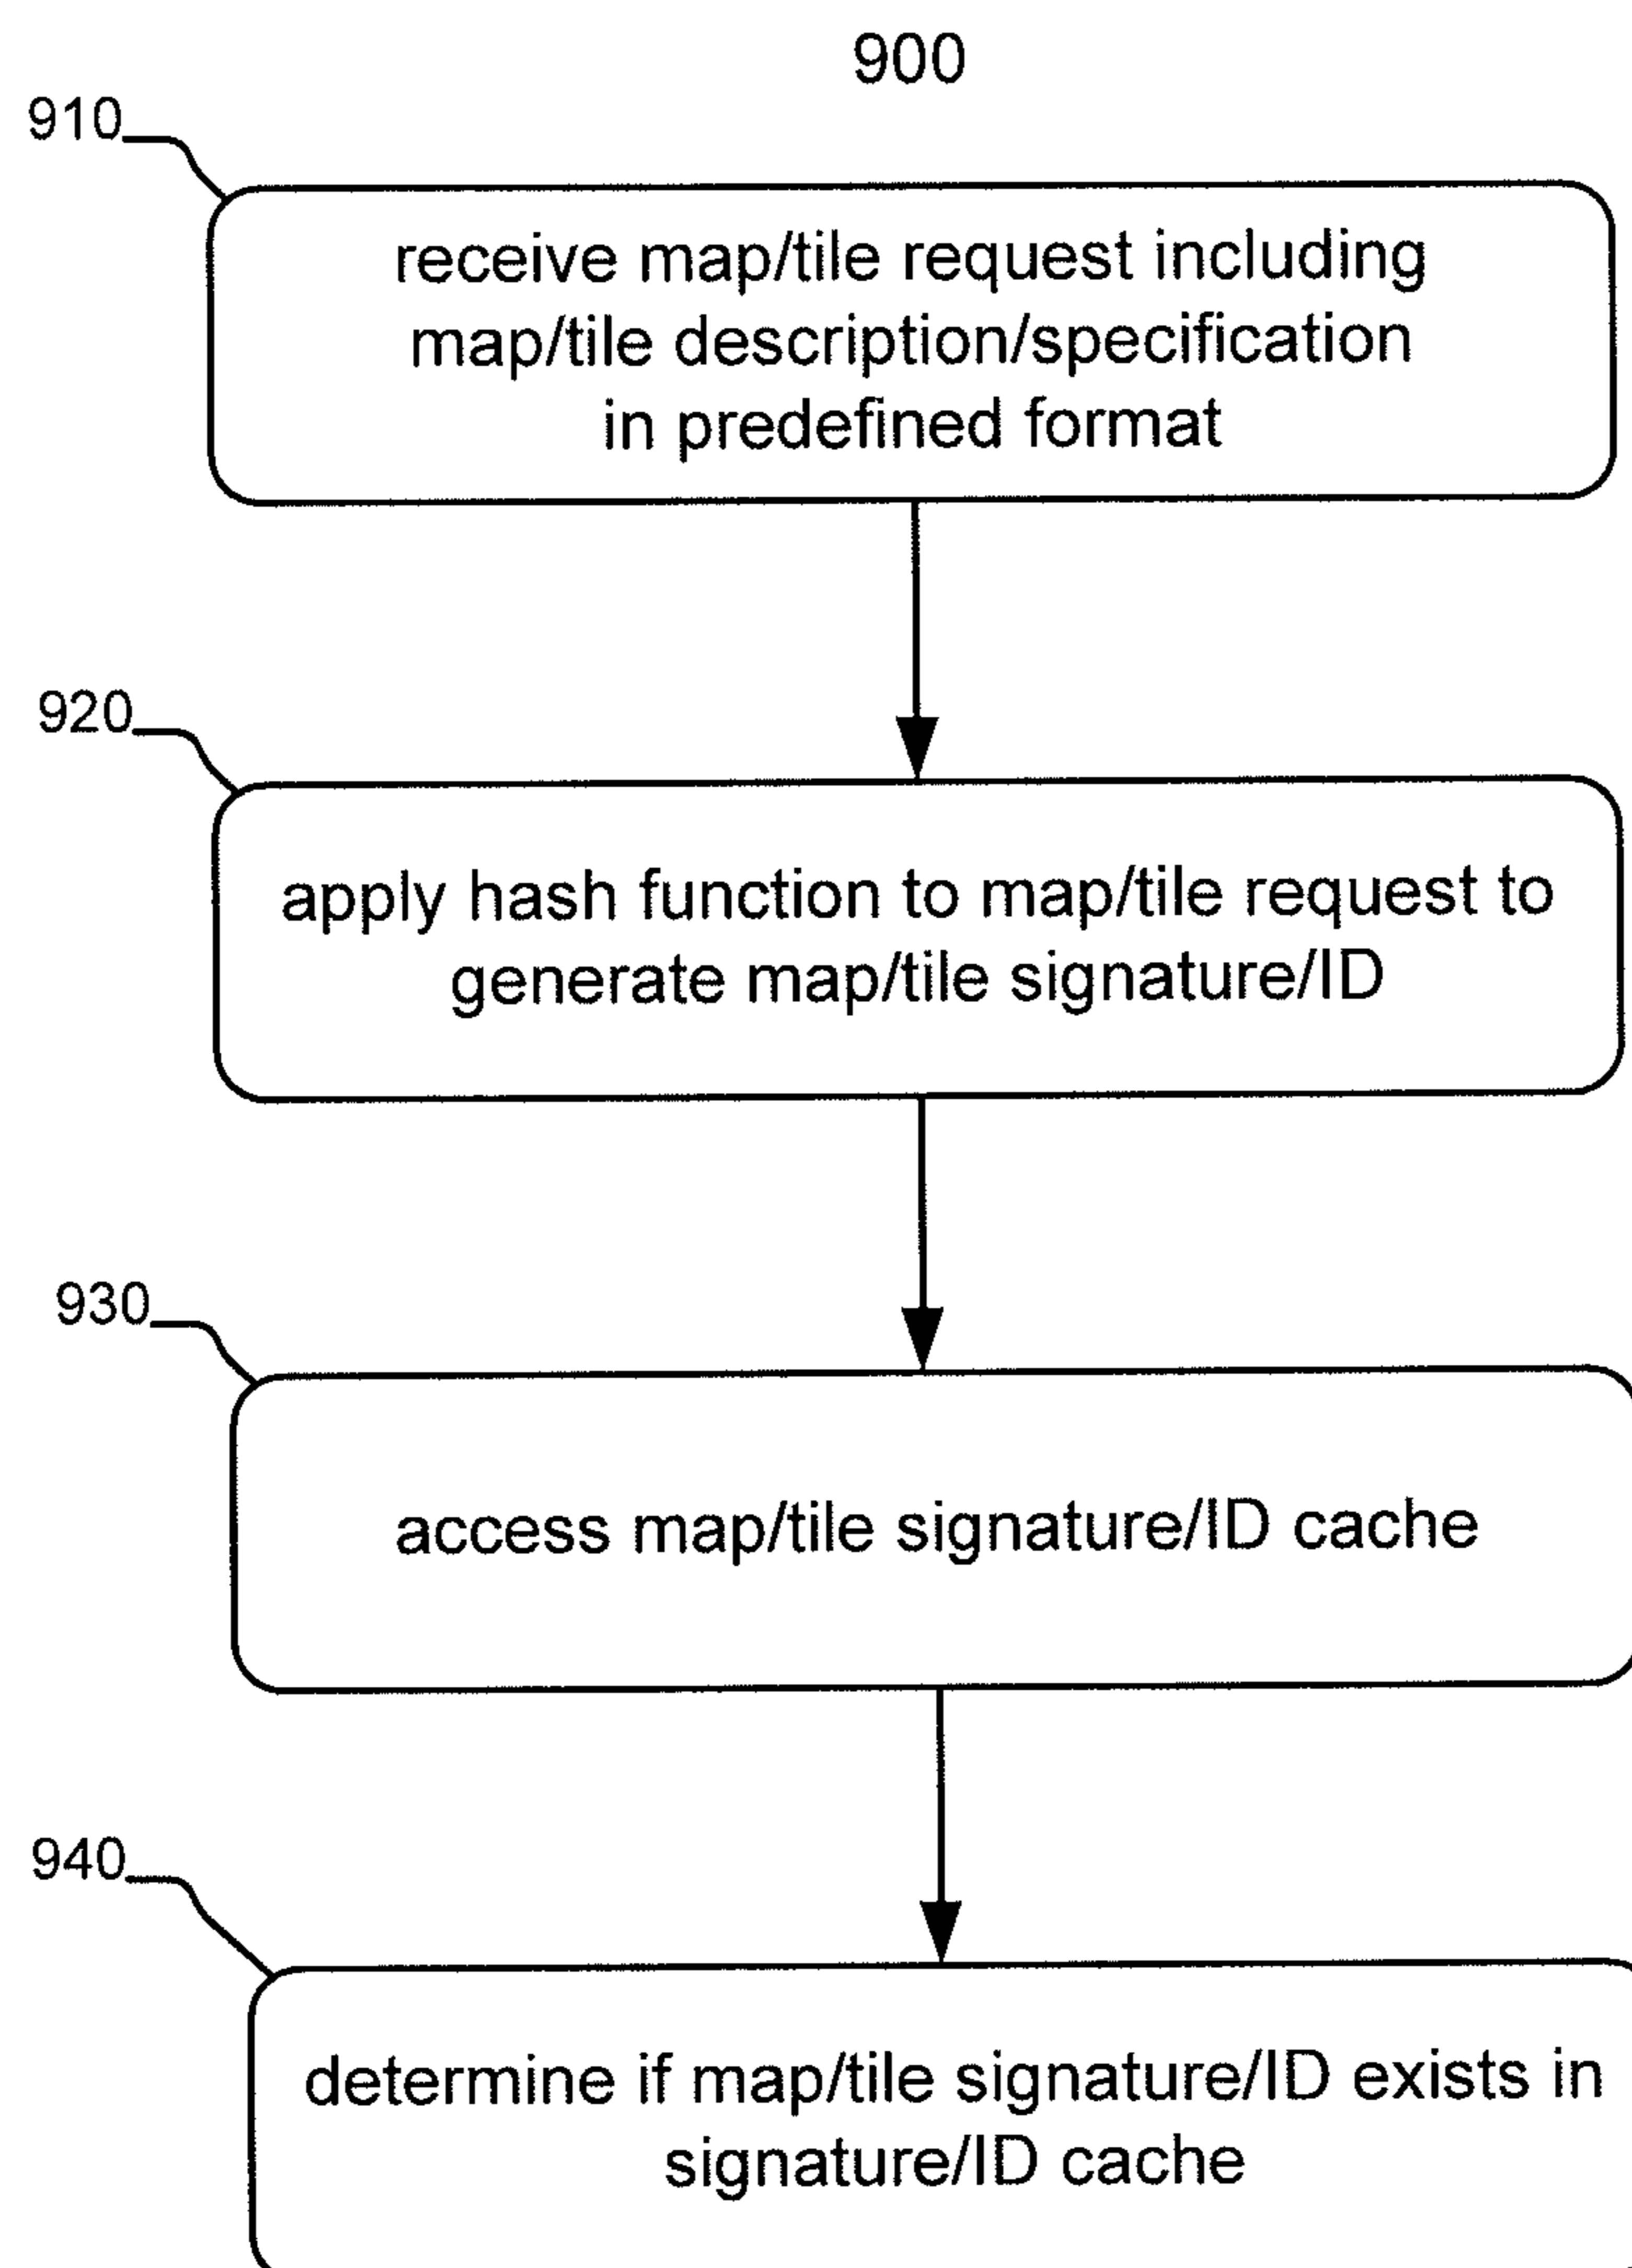 900
910
receive map/tile request including
map/tile description/specification
in predefined format
920
apply hash function to map/tile request to
generate map/tile signature/ID
930
access map/tile signature/ID cache
940
determine if map/tile signature/ID exists in
signature/ID cache